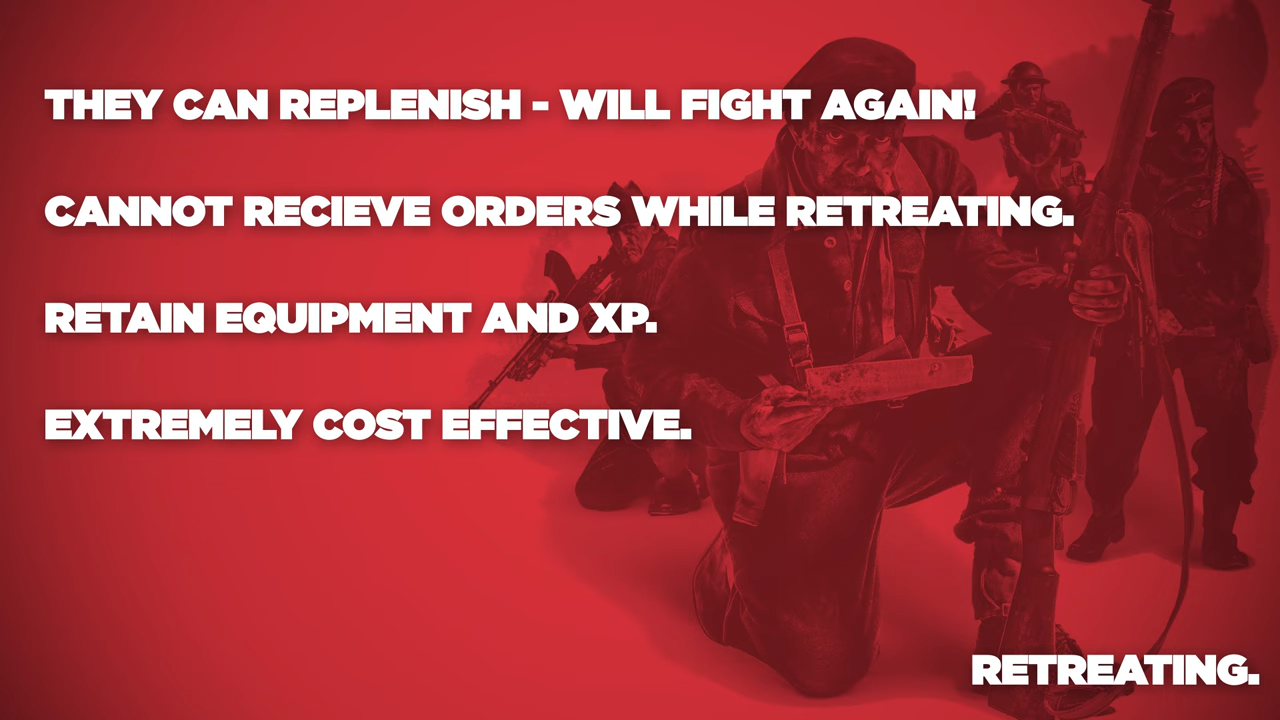 THEY CAN REPLENISH - WILL FIGHT AGAIN!
CANNOT RECIEVE ORDERS WHILE RETREATING.
RETAIN EQUIPMENT AND XP.
EXTREMELY COST EFFECTIVE.
RETREATING.